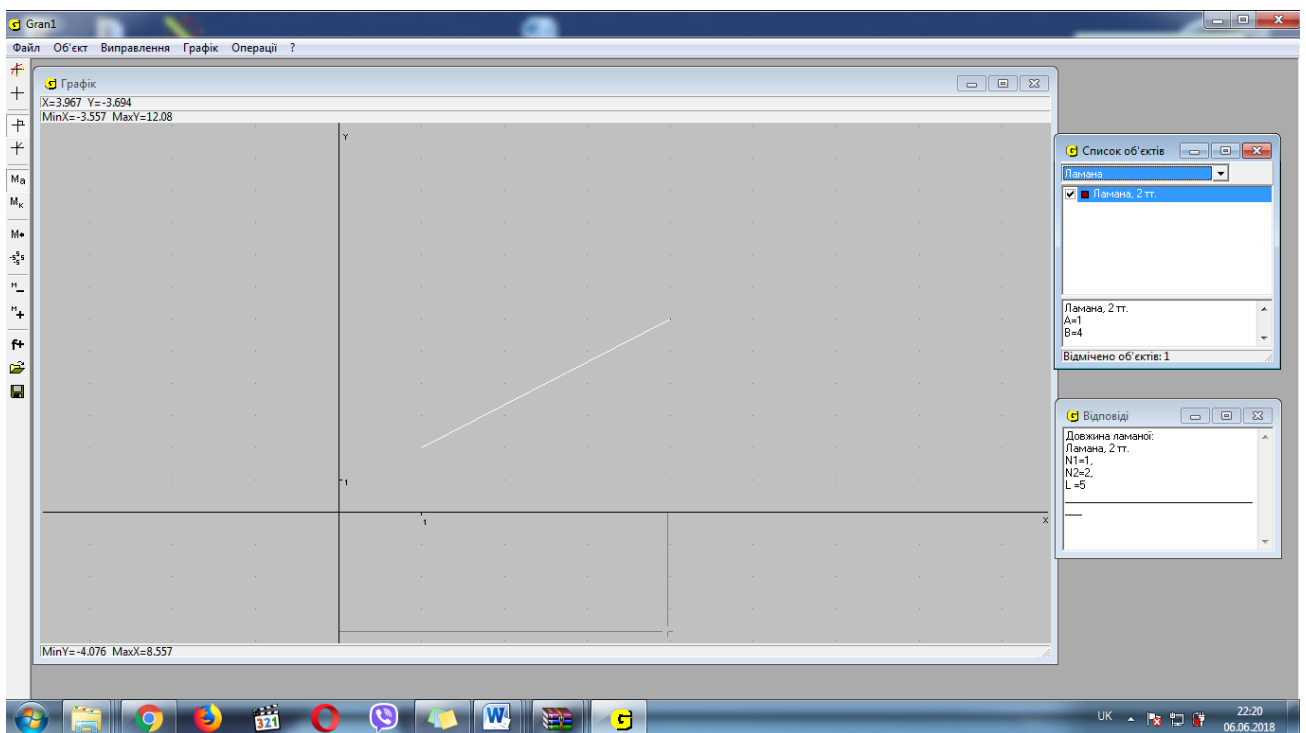 Gran1
Файл Об'єкт Виправлення Графік Операції ?
Графік
X=3.967 Y=-3.694
MinX=-3.557 MaxY=12.08
Y
1
1
X
MinY=-4.076 MaxX=8.557
Ma
Mк
M
-s s s s
M
M+
f+
Список об'єктів
Ламана
Ламана, 2 тт.
Ламана, 2 тт.
A=1
B=4
Відмічено об'єктів: 1
Відповіді
Довжина ламаної:
Ламана, 2 тт.
N1=1,
N2=2,
L =5
321
W
UK
22:20
06.06.2018